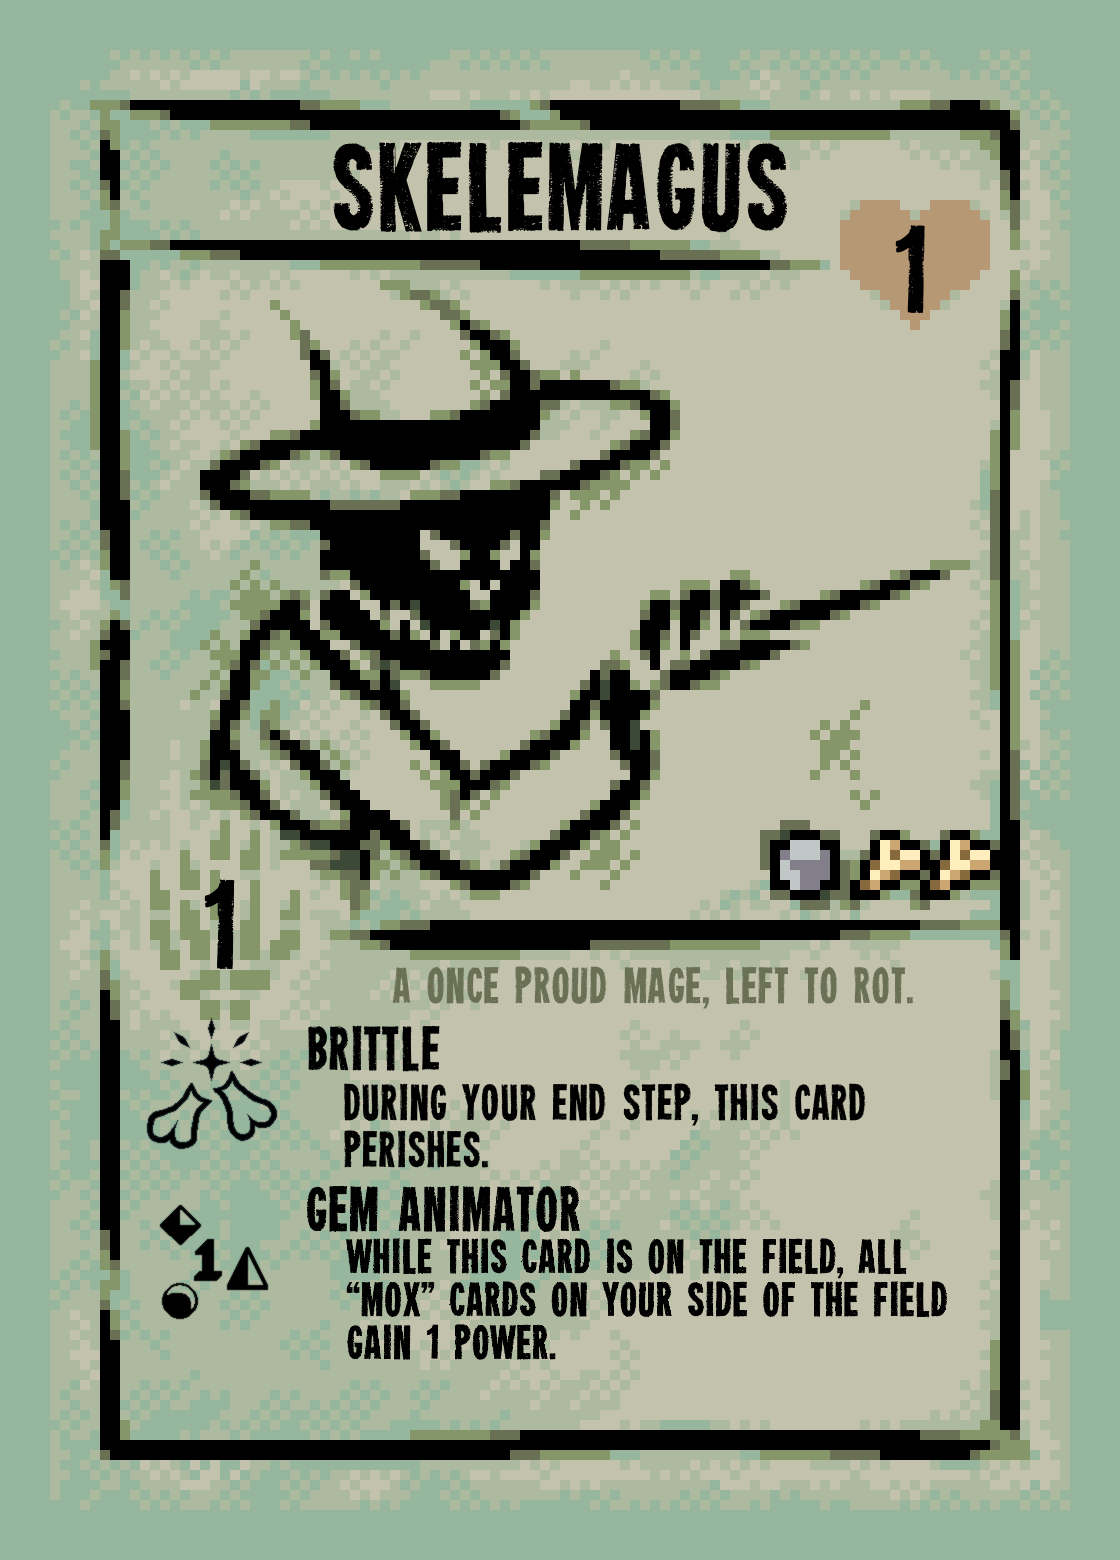 SKELEMAGUS
1
1
A ONCE PROUD MAGE, LEFT TO ROT.
BRITTLE
DURING YOUR END STEP, THIS CARD
PERISHES.
GEM ANIMATOR
1
WHILE THIS CARD IS ON THE FIELD, ALL
“MOX” CARDS ON YOUR SIDE OF THE FIELD
GAIN 1 POWER.